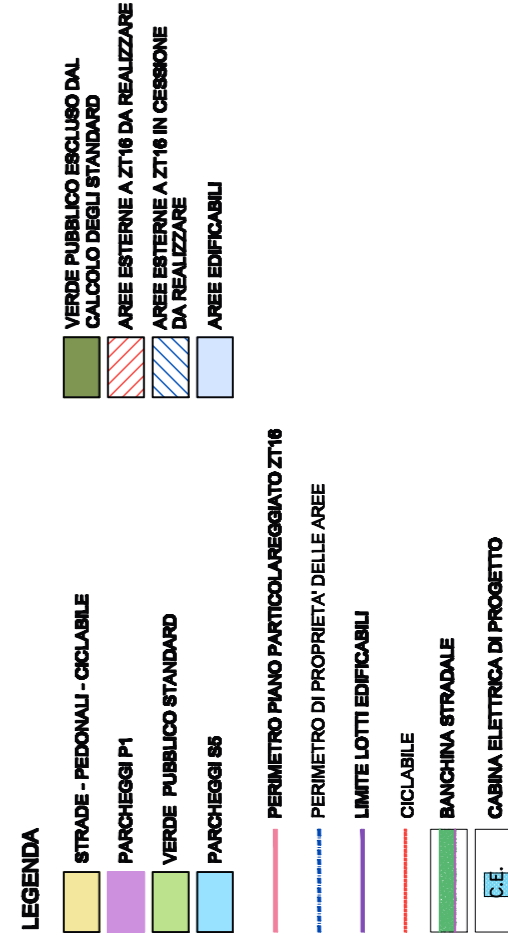 LEGENDA
STRADE - PEDONALI - CICLABILE
PARCHEGGI P1
VERDE PUBBLICO STANDARD
PARCHEGGI S5
VERDE PUBBLICO ESCLUSO DAL
CALCOLO DEGLI STANDARD
AREE ESTERNE A ZT16 DA REALIZZARE
AREE ESTERNE A ZT16 IN CESSIONE
DA REALIZZARE
AREE EDIFICABILI
PERIMETRO PIANO PARTICOLAREGGIATO ZT16
PERIMETRO DI PROPRIETA' DELLE AREE
LIMITE LOTTI EDIFICABILI
CICLABILE
BANCHINA STRADALE
C.E.
CABINA ELETTRICA DI PROGETTO